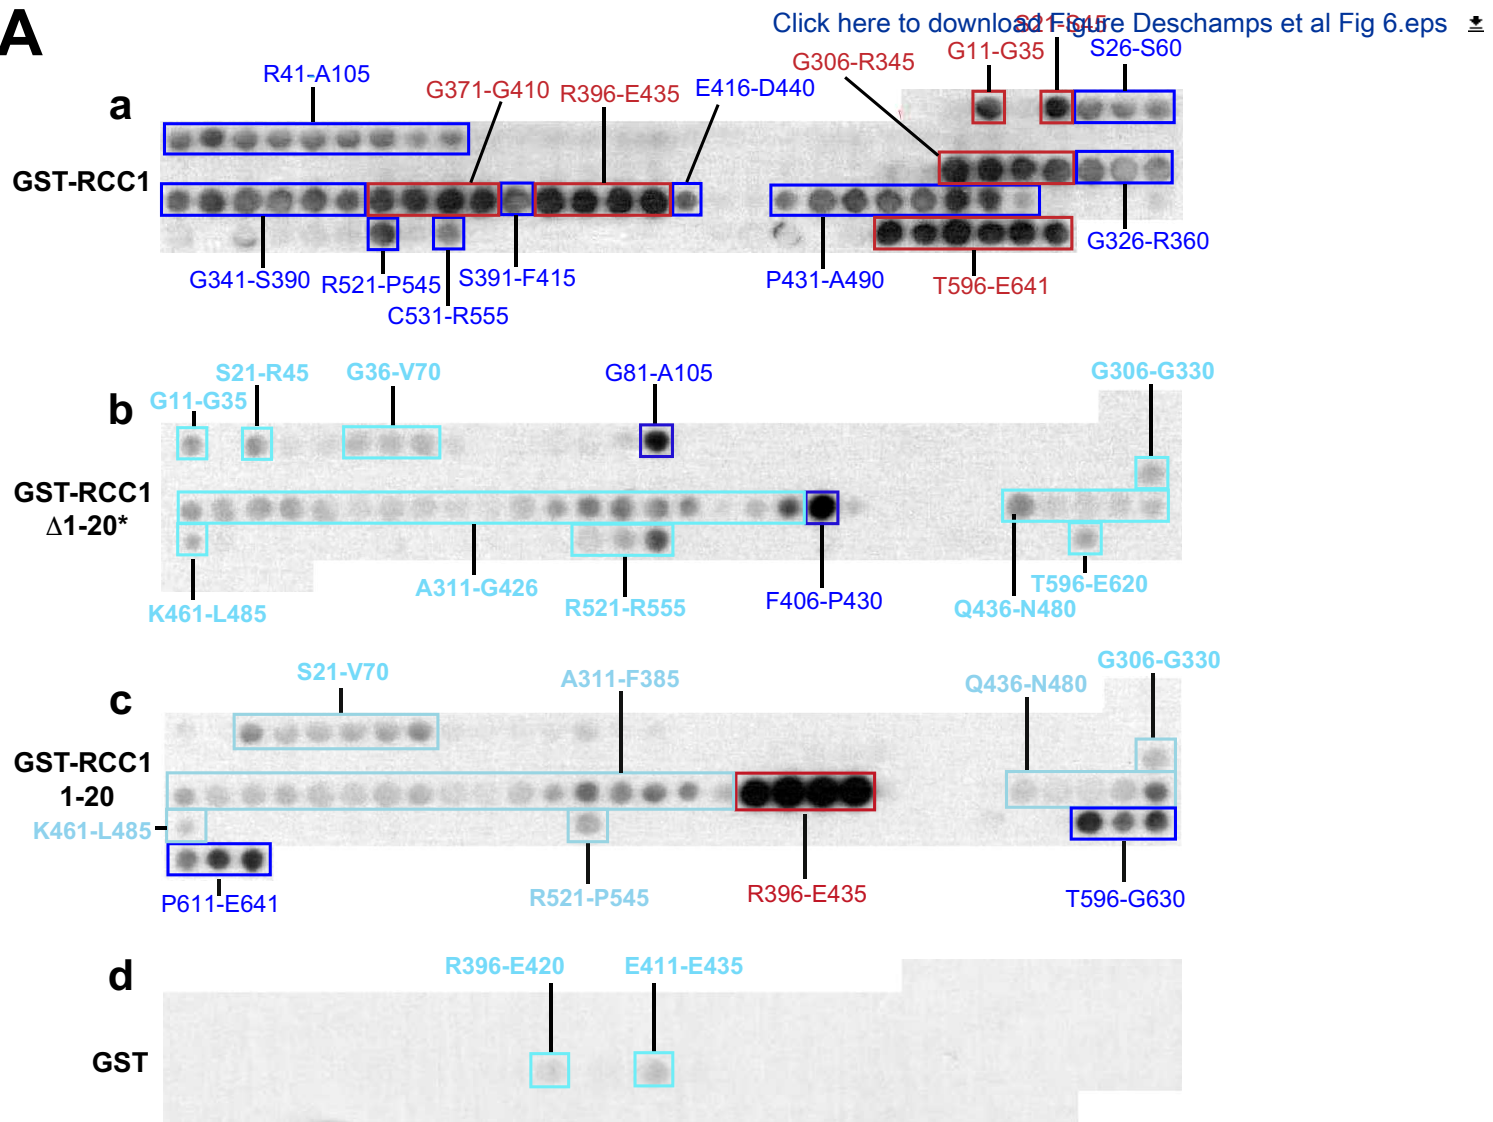 A
Click here to download Figure Deschamps et al Fig 6.eps
S21-S45
G11-G35
S26-S60
G306-R345
R41-A105
G371-G410
R396-E435
E416-D440
a
GST-RCC1
G326-R360
G341-S390
R521-P545
S391-F415
P431-A490
T596-E641
C531-R555
S21-R45
G36-V70
G81-A105
G306-G330
G11-G35
b
GST-RCC1
Δ1-20*
A311-G426
T596-E620
K461-L485
R521-R555
F406-P430
Q436-N480
S21-V70
A311-F385
Q436-N480
G306-G330
c
GST-RCC1
1-20
K461-L485
P611-E641
R521-P545
R396-E435
T596-G630
R396-E420
E411-E435
d
GST